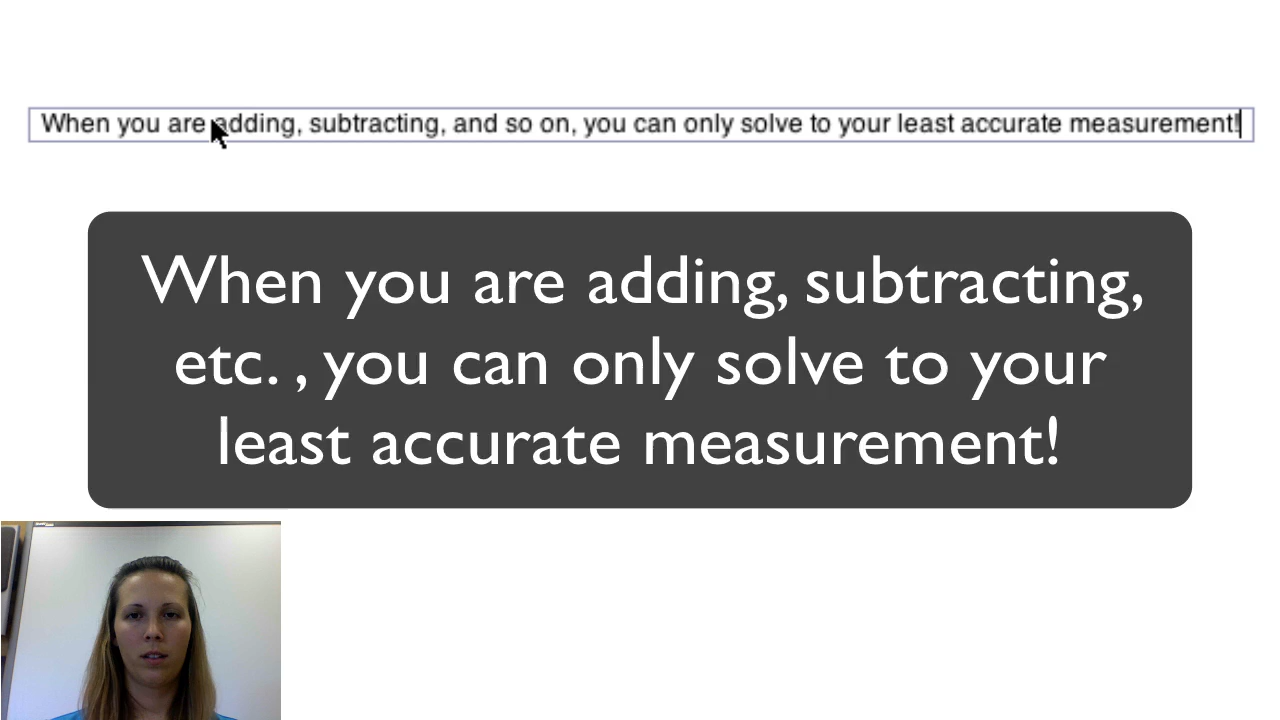 When you are adding, subtracting, and so on, you can only solve to your least accurate measurement!
When you are adding, subtracting,
etc. , you can only solve to your
least accurate measurement!